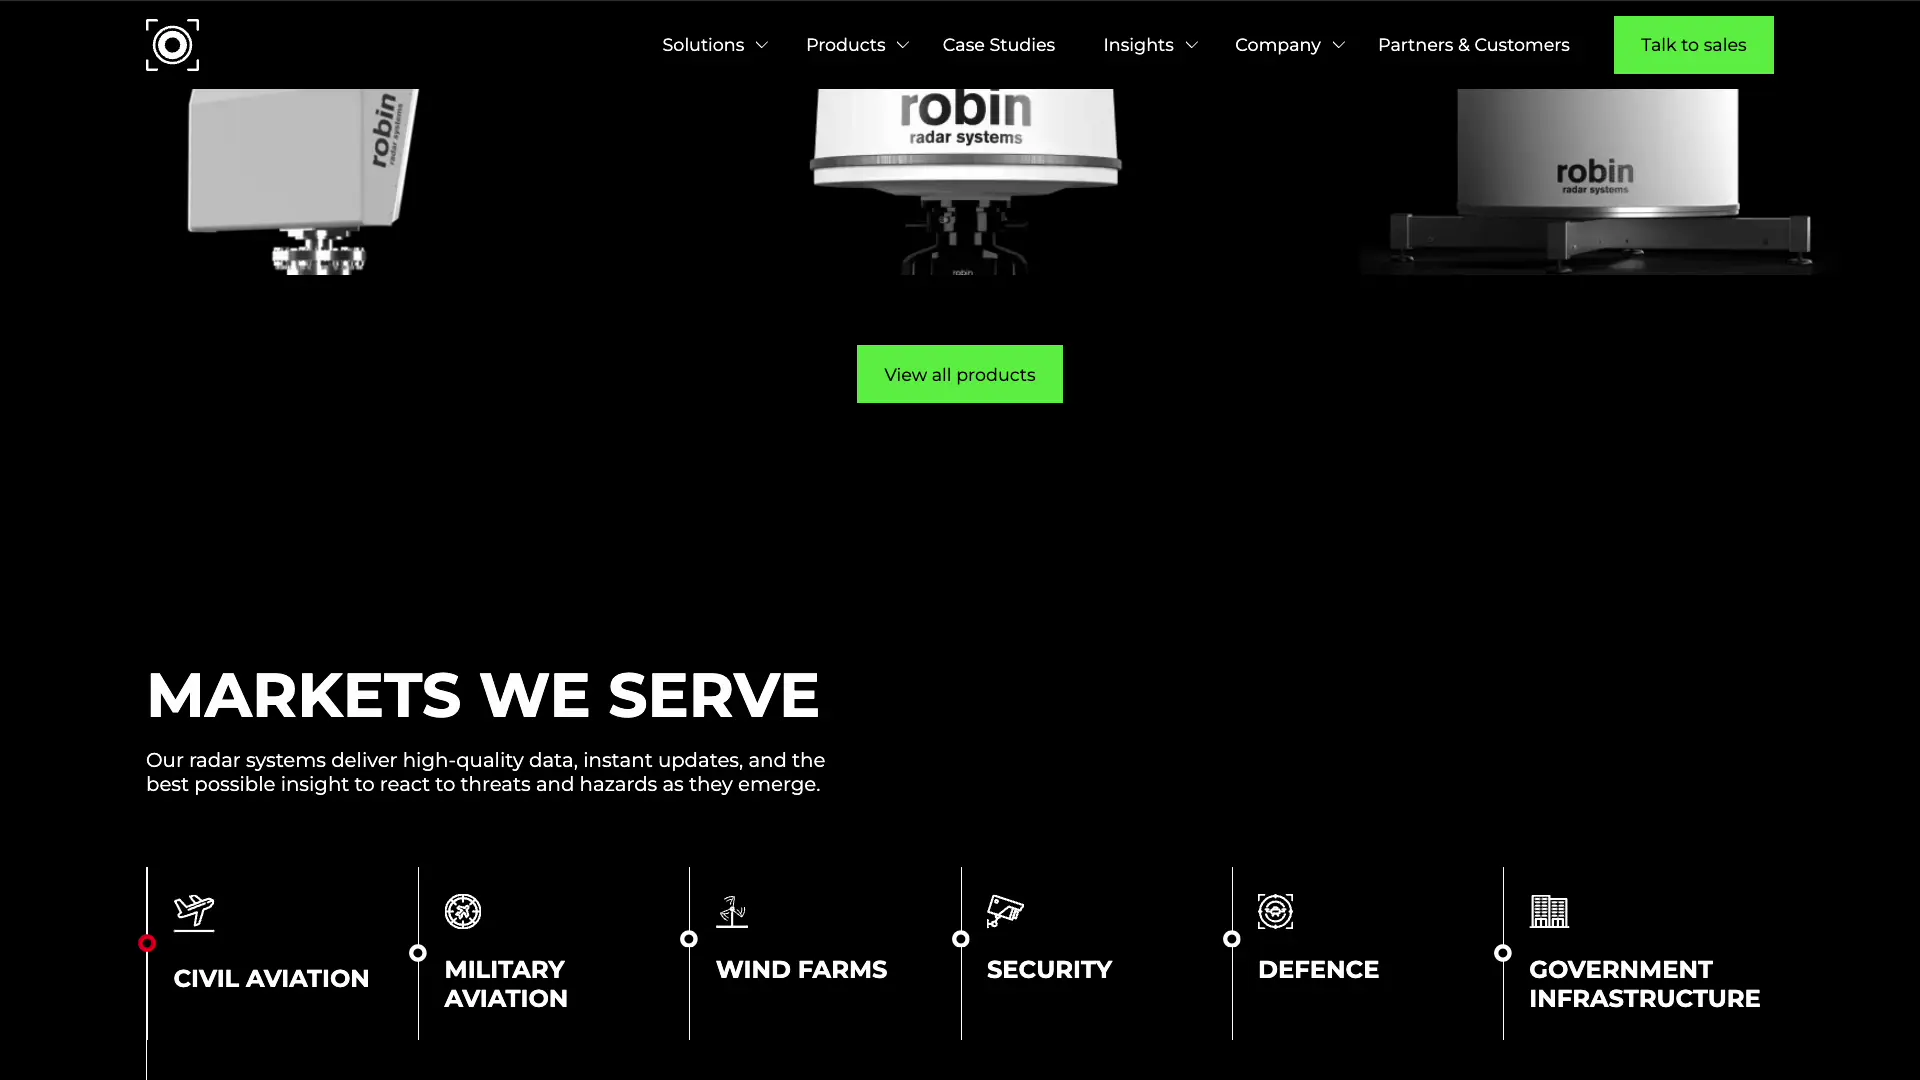 Solutions
Products
Case Studies
Insights
Company
Partners & Customers
Talk to sales
robin
radar systems
robin
radar systems
robin
robin
radar systems
View all products
MARKETS WE SERVE
Our radar systems deliver high-quality data, instant updates, and the
best possible insight to react to threats and hazards as they emerge.
CIVIL AVIATION
MILITARY
AVIATION
WIND FARMS
SECURITY
DEFENCE
GOVERNMENT
INFRASTRUCTURE